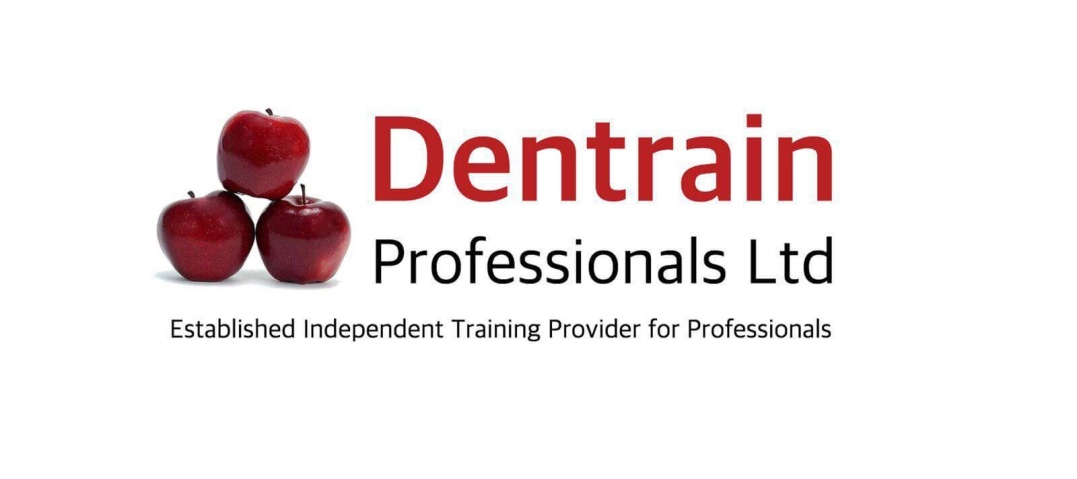 Dentrain
Professionals Ltd
Established Independent Training Provider for Professionals